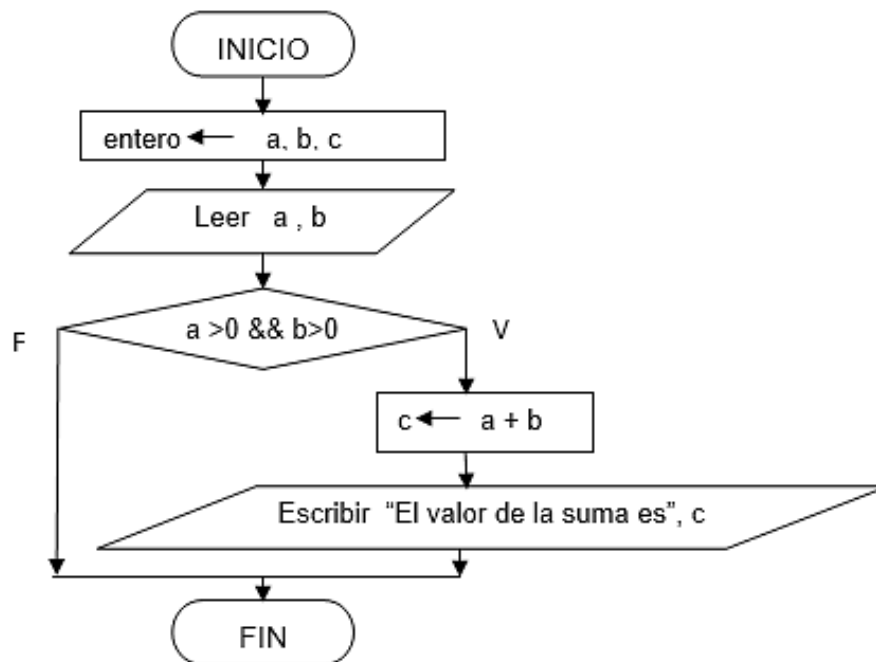 INICIO
entero ← a, b, c
Leer a , b
a >0 && b>0
F
V
c ← a + b
Escribir “El valor de la suma es”, c
FIN